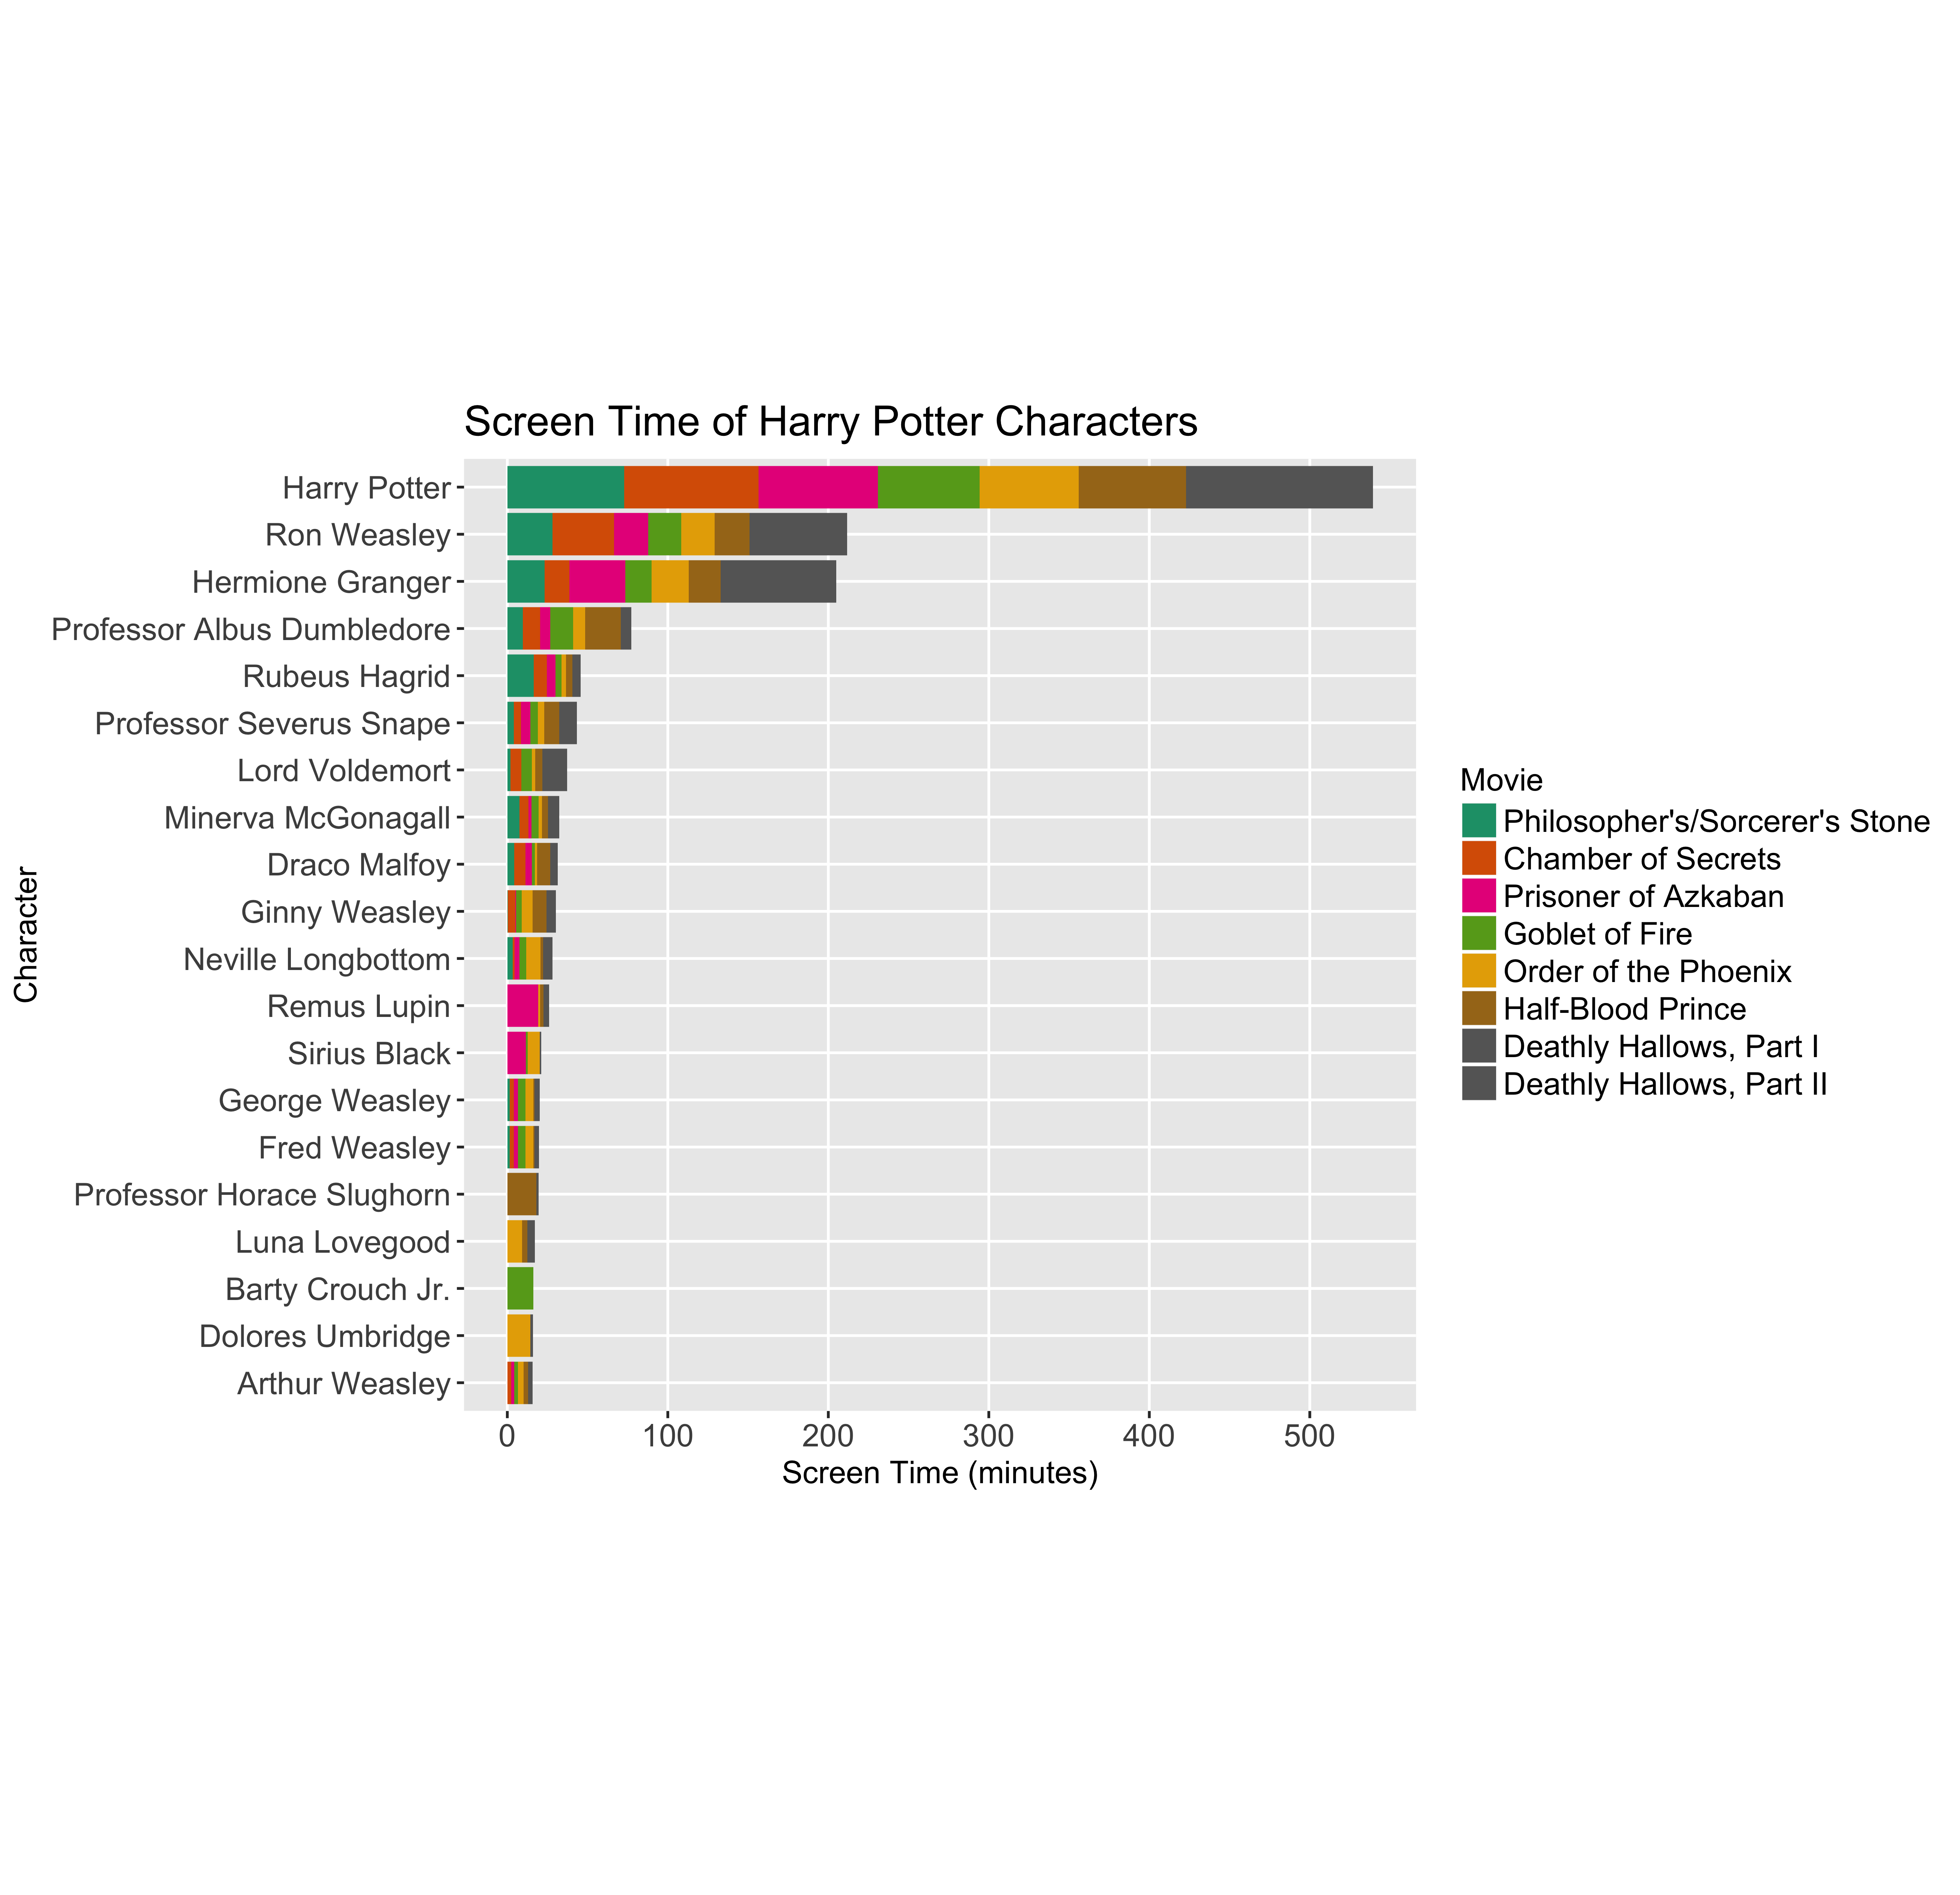 Screen Time of Harry Potter Characters
Character
Harry Potter
Ron Weasley
Hermione Granger
Professor Albus Dumbledore
Rubeus Hagrid
Professor Severus Snape
Lord Voldemort
Minerva McGonagall
Draco Malfoy
Ginny Weasley
Neville Longbottom
Remus Lupin
Sirius Black
George Weasley
Fred Weasley
Professor Horace Slughorn
Luna Lovegood
Barty Crouch Jr.
Dolores Umbridge
Arthur Weasley
0 100 200 300 400 500
Screen Time (minutes)
Movie
Philosopher's/Sorcerer's Stone
Chamber of Secrets
Prisoner of Azkaban
Goblet of Fire
Order of the Phoenix
Half-Blood Prince
Deathly Hallows, Part I
Deathly Hallows, Part II